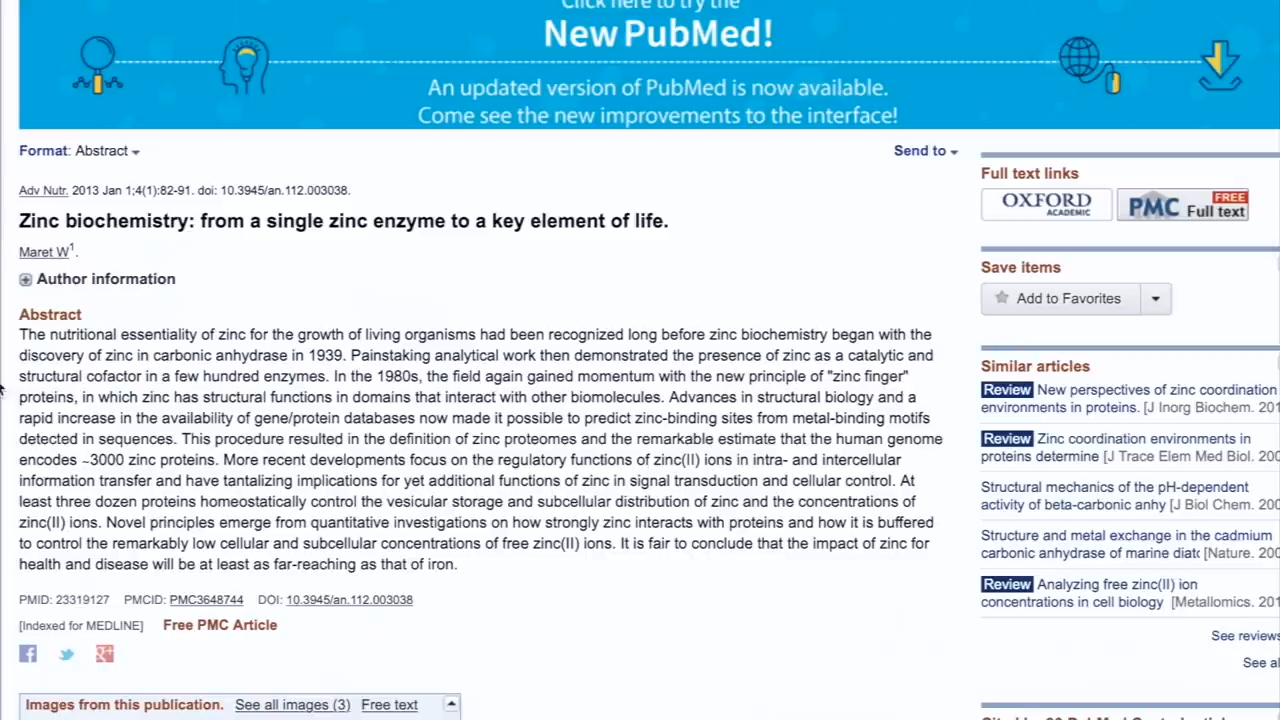 Click here to try the
New PubMed!
An updated version of PubMed is now available.
Come see the new improvements to the interface!
Format: Abstract
Send to
Adv Nutr. 2013 Jan 1;4(1):82-91. doi: 10.3945/an.112.003038.
Zinc biochemistry: from a single zinc enzyme to a key element of life.
Maret W1.
Author information
Abstract
The nutritional essentiality of zinc for the growth of living organisms had been recognized long before zinc biochemistry began with the
discovery of zinc in carbonic anhydrase in 1939. Painstaking analytical work then demonstrated the presence of zinc as a catalytic and
structural cofactor in a few hundred enzymes. In the 1980s, the field again gained momentum with the new principle of "zinc finger"
proteins, in which zinc has structural functions in domains that interact with other biomolecules. Advances in structural biology and a
rapid increase in the availability of gene/protein databases now made it possible to predict zinc-binding sites from metal-binding motifs
detected in sequences. This procedure resulted in the definition of zinc proteomes and the remarkable estimate that the human genome
encodes ~3000 zinc proteins. More recent developments focus on the regulatory functions of zinc(II) ions in intra- and intercellular
information transfer and have tantalizing implications for yet additional functions of zinc in signal transduction and cellular control. At
least three dozen proteins homeostatically control the vesicular storage and subcellular distribution of zinc and the concentrations of
zinc(II) ions. Novel principles emerge from quantitative investigations on how strongly zinc interacts with proteins and how it is buffered
to control the remarkably low cellular and subcellular concentrations of free zinc(II) ions. It is fair to conclude that the impact of zinc for
health and disease will be at least as far-reaching as that of iron.
PMID: 23319127 PMCID: PMC3648744 DOI: 10.3945/an.112.003038
[Indexed for MEDLINE] Free PMC Article
Images from this publication. See all images (3) Free text
Full text links
OXFORD
ACADEMIC
PMC FREE
Full text
Save items
Add to Favorites
Similar articles
Review New perspectives of zinc coordination
environments in proteins. [J Inorg Biochem. 201
Review Zinc coordination environments in
proteins determine [J Trace Elem Med Biol. 200
Structural mechanics of the pH-dependent
activity of beta-carbonic anhy [J Biol Chem. 200
Structure and metal exchange in the cadmium
carbonic anhydrase of marine diatc [Nature. 200
Review Analyzing free zinc(II) ion
concentrations in cell biology [Metallomics. 201
See reviews
See al